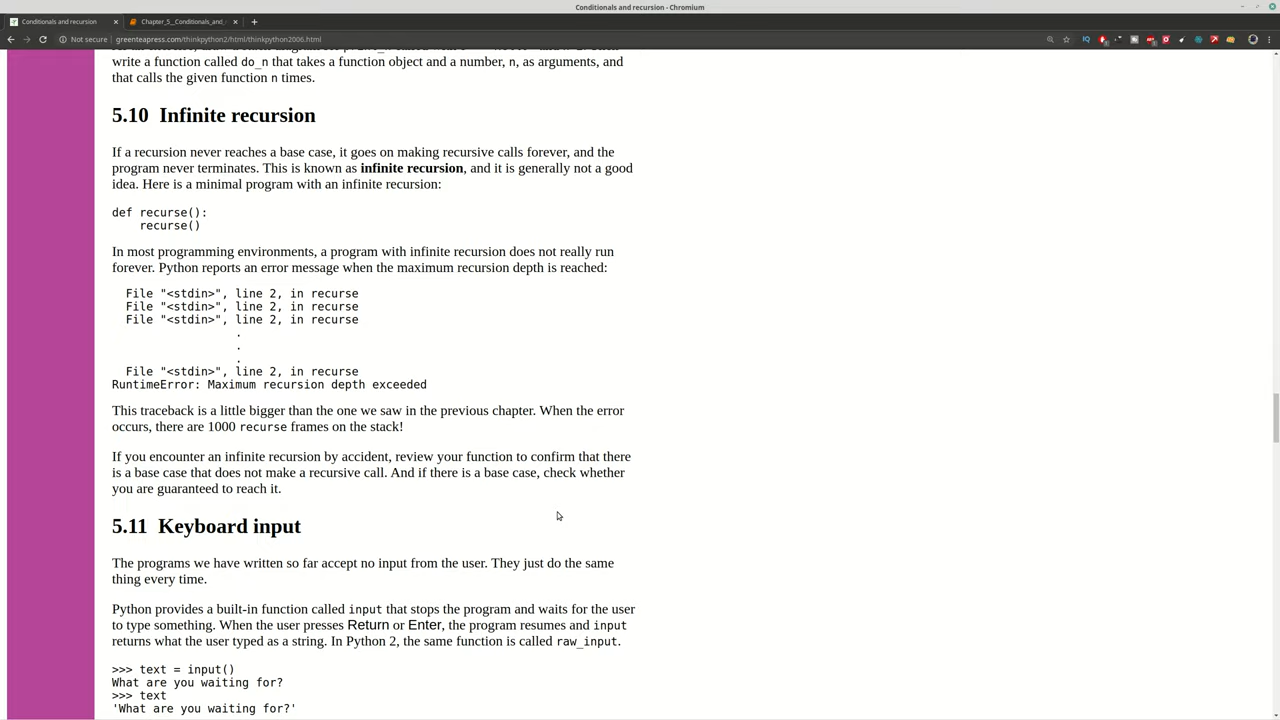 Conditionals and recursion - Chromium
Conditionals and recursion
Chapter_5__Conditionals_and_
Not secure
greenteapress.com/thinkpython2/html/thinkpython2006.html
write a function called do_n that takes a function object and a number, n, as arguments, and
that calls the given function n times.
5.10 Infinite recursion
If a recursion never reaches a base case, it goes on making recursive calls forever, and the
program never terminates. This is known as infinite recursion, and it is generally not a good
idea. Here is a minimal program with an infinite recursion:
def recurse():
    recurse()
In most programming environments, a program with infinite recursion does not really run
forever. Python reports an error message when the maximum recursion depth is reached:
  File "<stdin>", line 2, in recurse
  File "<stdin>", line 2, in recurse
  File "<stdin>", line 2, in recurse
                  .
                  .
                  .
  File "<stdin>", line 2, in recurse
RuntimeError: Maximum recursion depth exceeded
This traceback is a little bigger than the one we saw in the previous chapter. When the error
occurs, there are 1000 recurse frames on the stack!
If you encounter an infinite recursion by accident, review your function to confirm that there
is a base case that does not make a recursive call. And if there is a base case, check whether
you are guaranteed to reach it.
5.11 Keyboard input
The programs we have written so far accept no input from the user. They just do the same
thing every time.
Python provides a built-in function called input that stops the program and waits for the user
to type something. When the user presses Return or Enter, the program resumes and input
returns what the user typed as a string. In Python 2, the same function is called raw_input.
>>> text = input()
What are you waiting for?
>>> text
'What are you waiting for?'